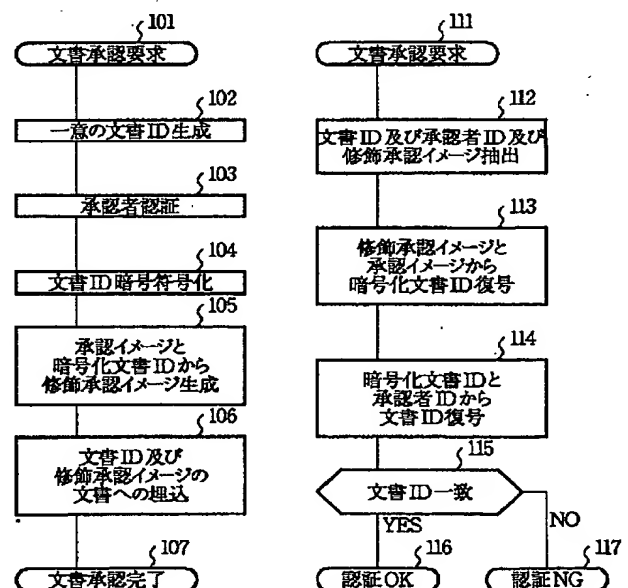 101
文書承認要求
102
一意の文書ID生成
103
承認者認証
104
文書ID暗号符号化
105
承認イメージと
暗号化文書IDから
修飾承認イメージ生成
106
文書ID及び
修飾承認イメージの
文書への埋込
107
文書承認完了
111
文書承認要求
112
文書ID及び承認者ID及び
修飾承認イメージ抽出
113
修飾承認イメージと
承認イメージから
暗号化文書ID復号
114
暗号化文書IDと
承認者IDから
文書ID復号
115
文書ID一致
YES
NO
116
認証OK
117
認証NG